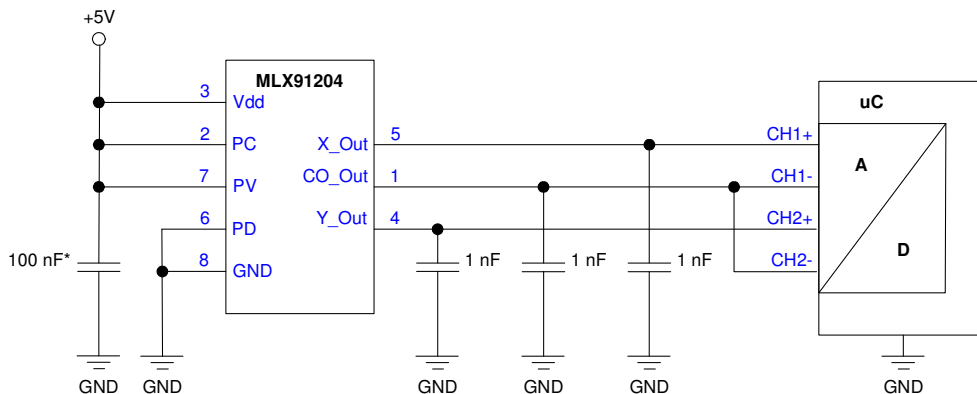 +5V
MLX91204
uC
3
Vdd
2
PC
X_Out
5
CH1+
A
7
PV
CO_Out
1
CH1-
6
PD
Y_Out
4
CH2+
D
100 nF*
8
GND
1 nF
1 nF
1 nF
CH2-
GND
GND
GND
GND
GND
GND